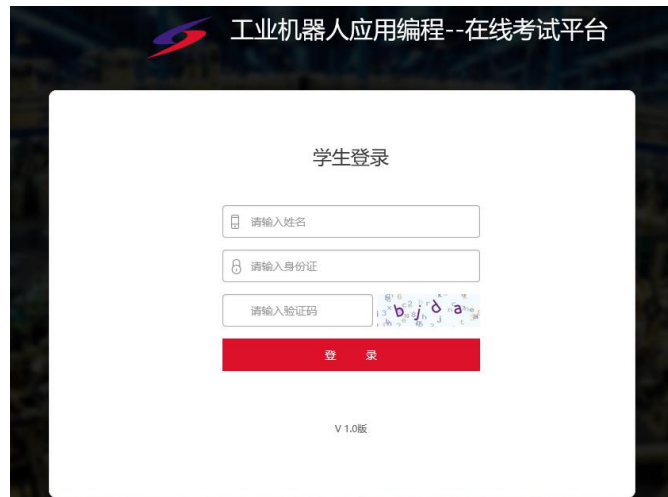 工业机器人应用编程--在线考试平台
学生登录
请输入姓名
请输入身份证
请输入验证码
bjda
登 录
V 1.0版